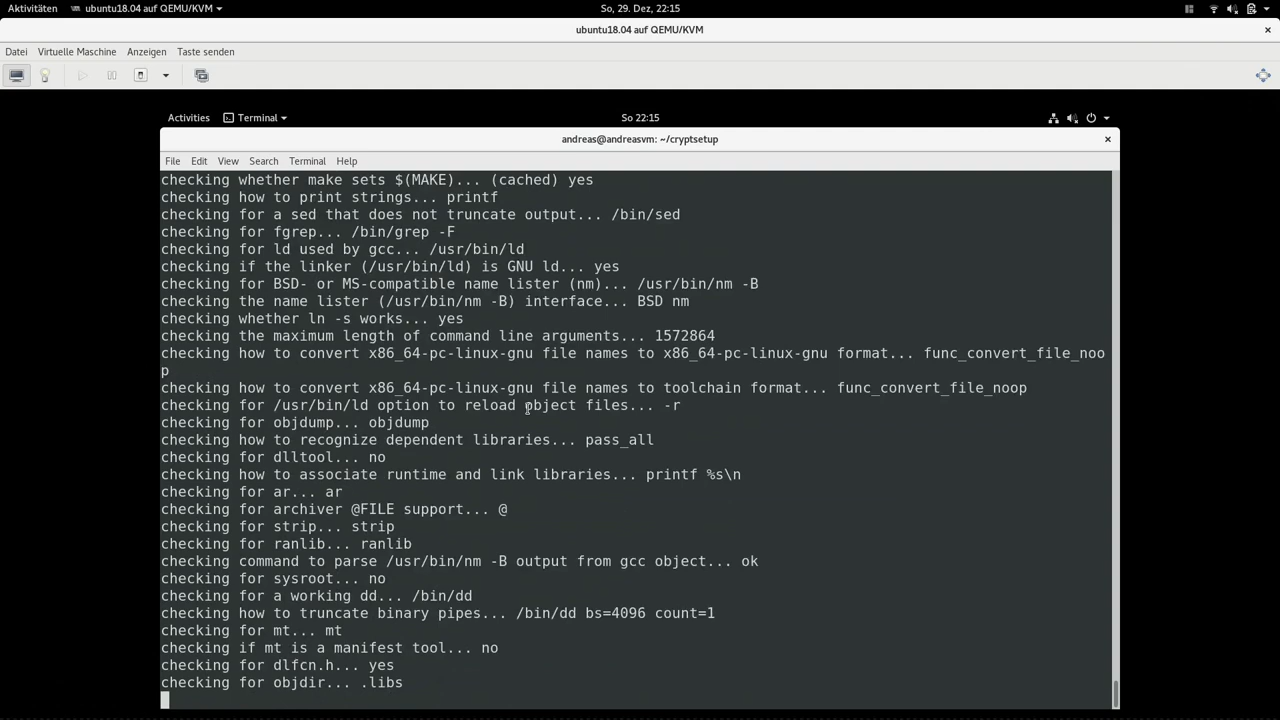 Aktivitäten ubuntu18.04 auf QEMU/KVM So, 29. Dez, 22:15
ubuntu18.04 auf QEMU/KVM
Datei Virtuelle Maschine Anzeigen Taste senden
Activities Terminal So 22:15
andreas@andreasvm: ~/cryptsetup
File Edit View Search Terminal Help
checking whether make sets $(MAKE)... (cached) yes
checking how to print strings... printf
checking for a sed that does not truncate output... /bin/sed
checking for fgrep... /bin/grep -F
checking for ld used by gcc... /usr/bin/ld
checking if the linker (/usr/bin/ld) is GNU ld... yes
checking for BSD- or MS-compatible name lister (nm)... /usr/bin/nm -B
checking the name lister (/usr/bin/nm -B) interface... BSD nm
checking whether ln -s works... yes
checking the maximum length of command line arguments... 1572864
checking how to convert x86_64-pc-linux-gnu file names to x86_64-pc-linux-gnu format... func_convert_file_noo
p
checking how to convert x86_64-pc-linux-gnu file names to toolchain format... func_convert_file_noop
checking for /usr/bin/ld option to reload object files... -r
checking for objdump... objdump
checking how to recognize dependent libraries... pass_all
checking for dlltool... no
checking how to associate runtime and link libraries... printf %s\n
checking for ar... ar
checking for archiver @FILE support... @
checking for strip... strip
checking for ranlib... ranlib
checking command to parse /usr/bin/nm -B output from gcc object... ok
checking for sysroot... no
checking for a working dd... /bin/dd
checking how to truncate binary pipes... /bin/dd bs=4096 count=1
checking for mt... mt
checking if mt is a manifest tool... no
checking for dlfcn.h... yes
checking for objdir... .libs